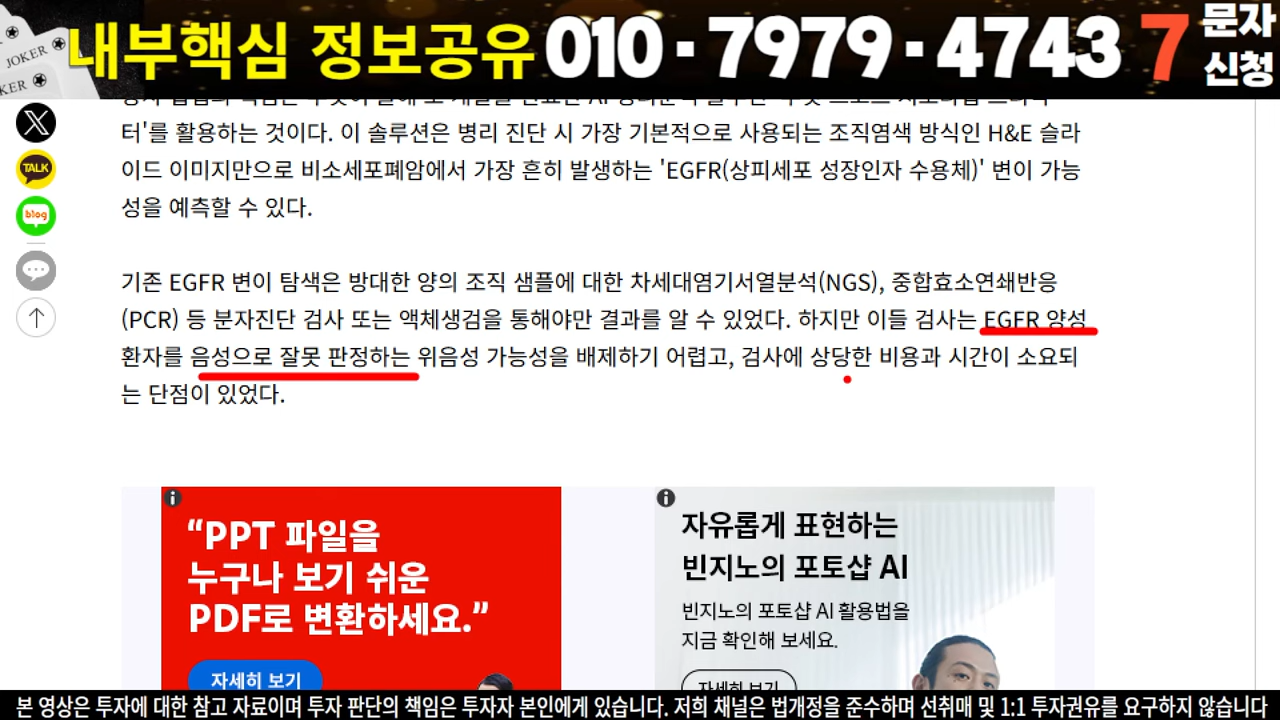 JOKER
KER
내부핵심 정보공유 010-7979-4743 7 문자 신청
터'를 활용하는 것이다. 이 솔루션은 병리 진단 시 가장 기본적으로 사용되는 조직염색 방식인 H&E 슬라
TALK
이드 이미지만으로 비소세포폐암에서 가장 흔히 발생하는 'EGFR(상피세포 성장인자 수용체)' 변이 가능
blog
성을 예측할 수 있다.
기존 EGFR 변이 탐색은 방대한 양의 조직 샘플에 대한 차세대염기서열분석(NGS), 중합효소연쇄반응
(PCR) 등 분자진단 검사 또는 액체생검을 통해야만 결과를 알 수 있었다. 하지만 이들 검사는 EGFR 양성
환자를 음성으로 잘못 판정하는 위음성 가능성을 배제하기 어렵고, 검사에 상당한 비용과 시간이 소요되
는 단점이 있었다.
“PPT 파일을
누구나 보기 쉬운
PDF로 변환하세요.”
자세히 보기
자유롭게 표현하는
빈지노의 포토샵 AI
빈지노의 포토샵 AI 활용법을
지금 확인해 보세요.
자세히 보기
본 영상은 투자에 대한 참고 자료이며 투자 판단의 책임은 투자자 본인에게 있습니다. 저희 채널은 법개정을 준수하며 선취매 및 1:1 투자권유를 요구하지 않습니다